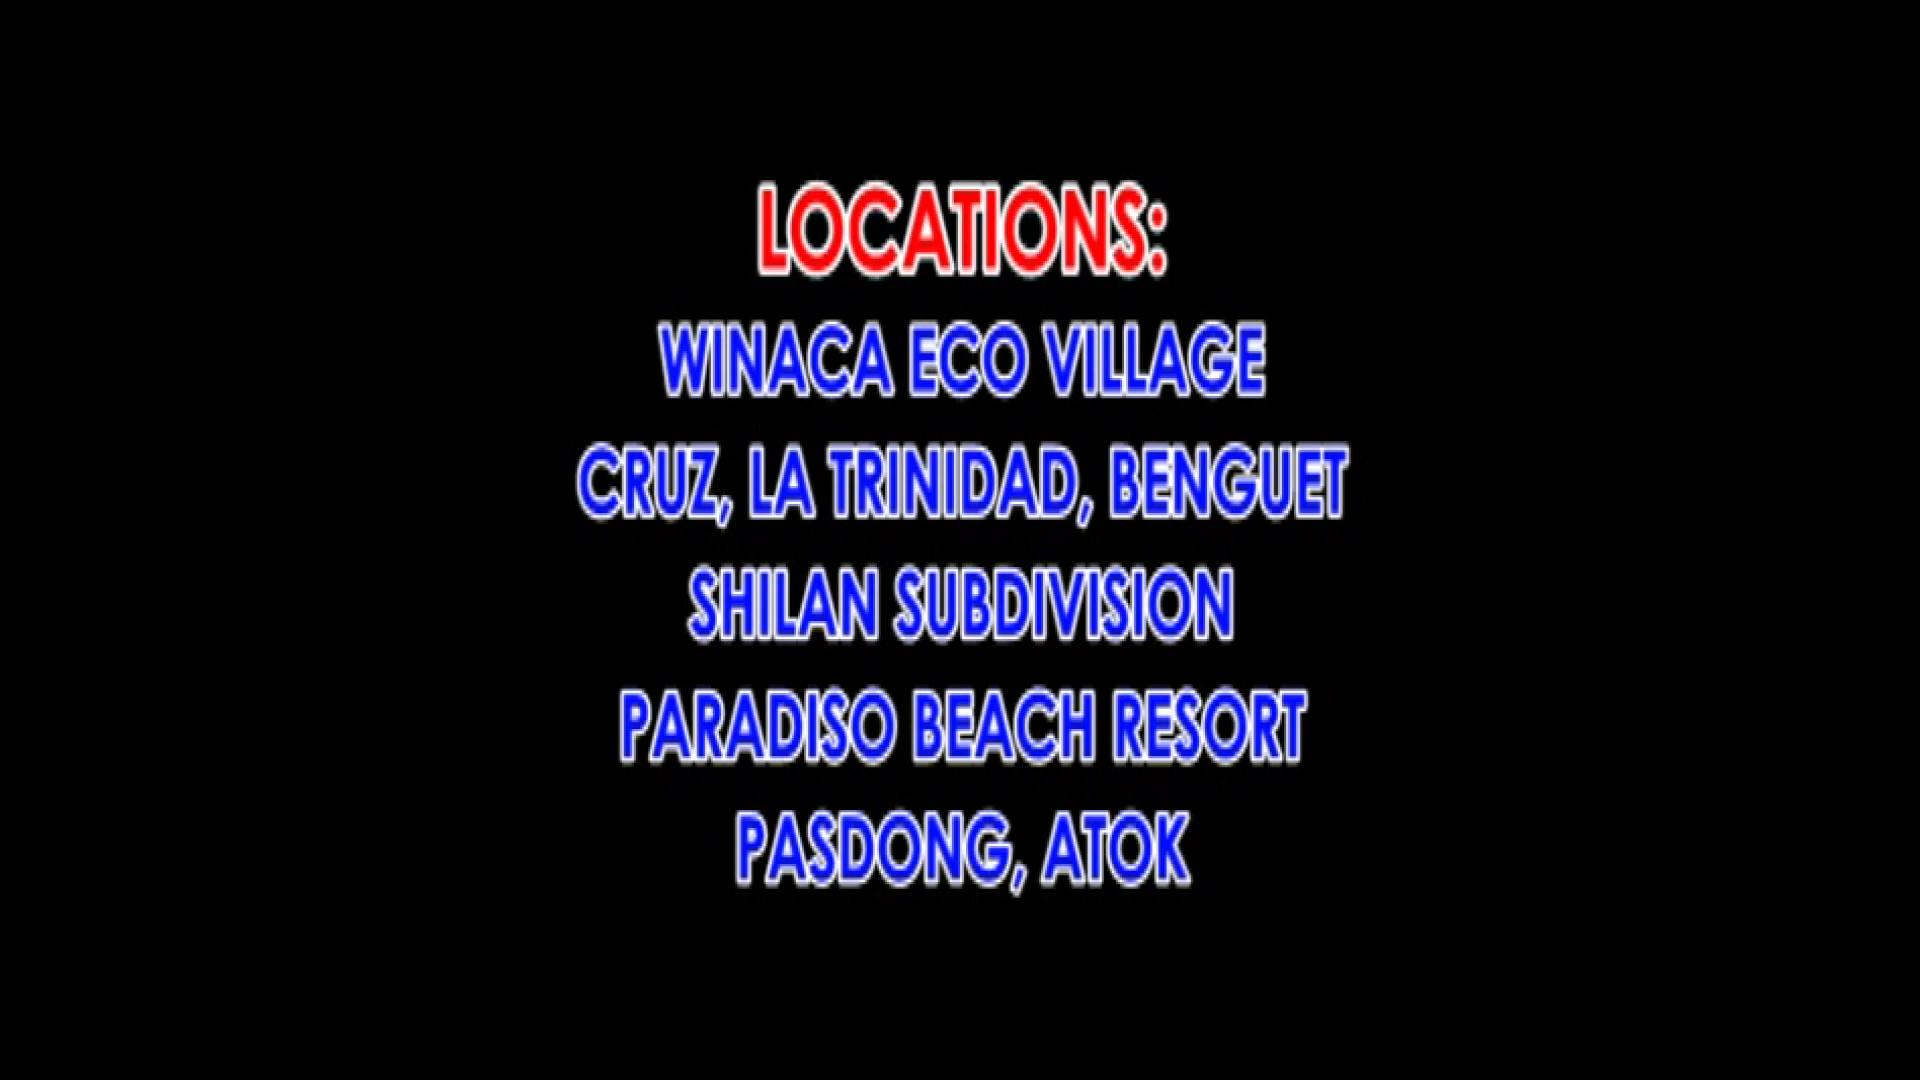 LOCATIONS:
WINACA ECO VILLAGE
CRUZ, LA TRINIDAD, BENGUET
SHILAN SUBDIVISION
PARADISO BEACH RESORT
PASDONG, ATOK